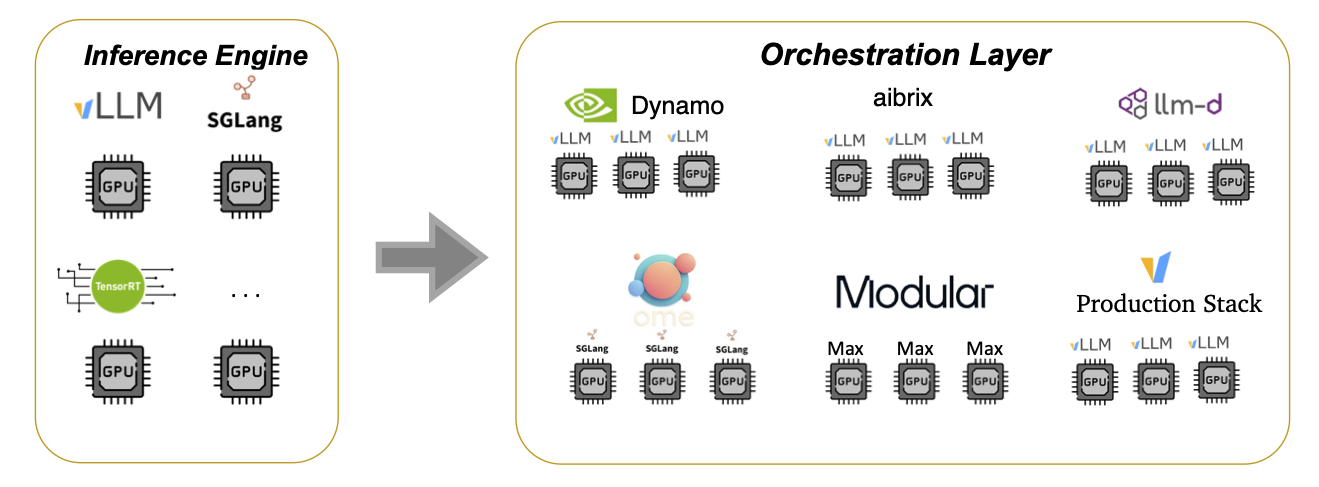 Inference Engine
vLLM
SGLang
GPU GPU
TensorRT
...
GPU GPU
Orchestration Layer
Dynamo
vLLM vLLM vLLM
GPU GPU GPU
aibrix
vLLM vLLM vLLM
GPU GPU GPU
llm-d
vLLM vLLM vLLM
GPU GPU GPU
ome
SGLang SGLang SGLang
GPU GPU GPU
Modular
Max Max Max
GPU GPU GPU
Production Stack
vLLM vLLM vLLM
GPU GPU GPU